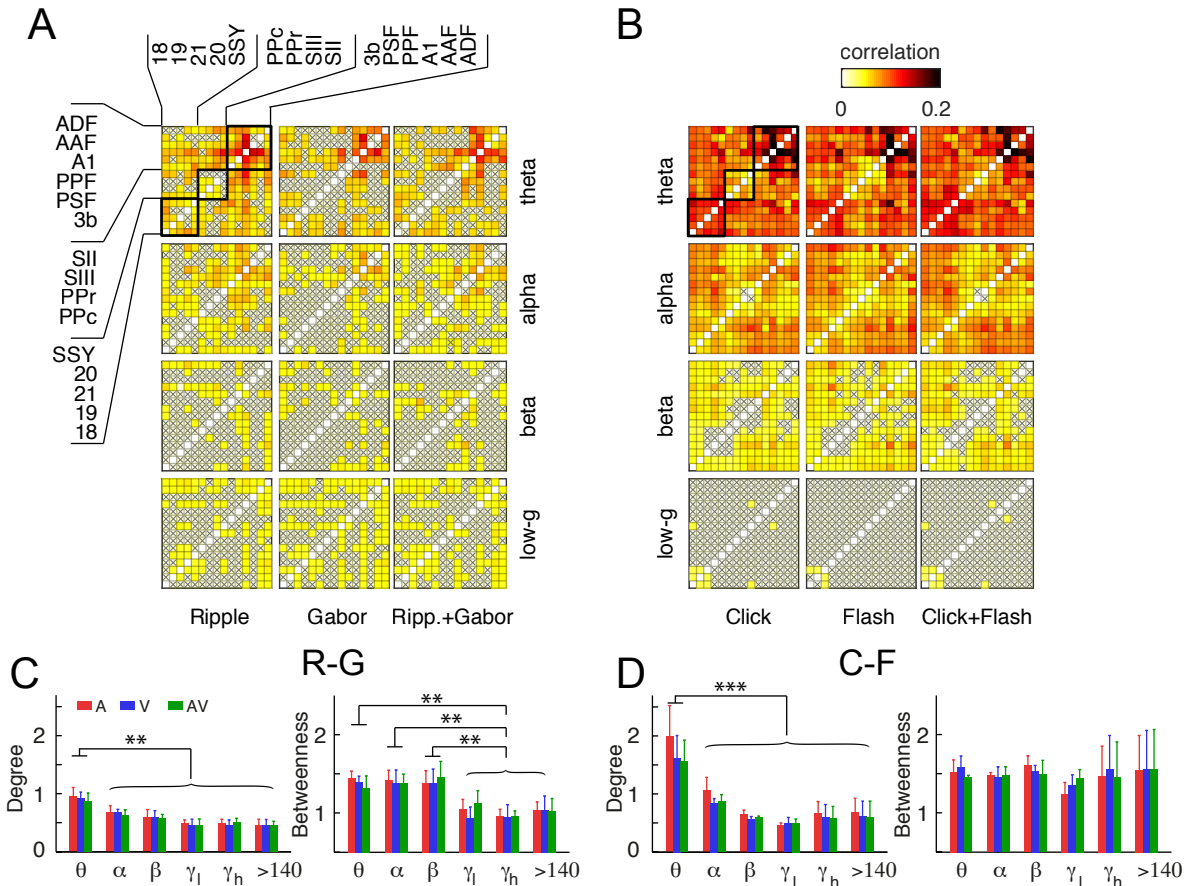 A
B
18 19 21 20 SSY PPc PPr SIII SII 3b PSF PPF A1 AAF ADF
correlation
0 0.2
ADF
AAF
A1
PPF
PSF
3b
SII
SIII
PPr
PPc
SSY
20
21
19
18
theta
alpha
beta
low-g
theta
alpha
beta
low-g
Ripple Gabor Ripp.+Gabor
Click Flash Click+Flash
C R-G
A V AV
Degree
2
1
0
**
θ α β γl γh >140
Betweenness
2
1
0
**
**
**
θ α β γl γh >140
D C-F
Degree
2
1
0
***
θ α β γl γh >140
Betweenness
2
1
0
θ α β γl γh >140